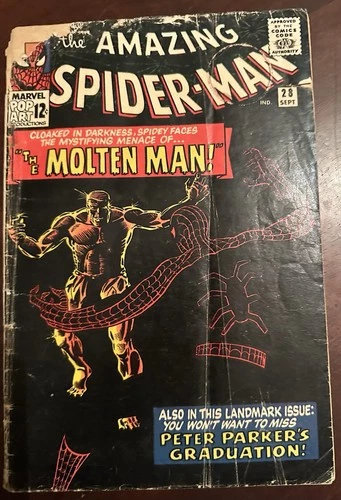 the AMAZING
SPIDER-MAN
APPROVED
BY THE
COMICS
CODE
AUTHORITY
MARVEL
POP
ART
PRODUCTIONS
12¢
IND.
28
SEPT
CLOAKED IN DARKNESS, SPIDEY FACES
THE MYSTIFYING MENACE OF...
"THE MOLTEN MAN!"
ALSO IN THIS LANDMARK ISSUE:
YOU WON'T WANT TO MISS
PETER PARKER'S
GRADUATION!